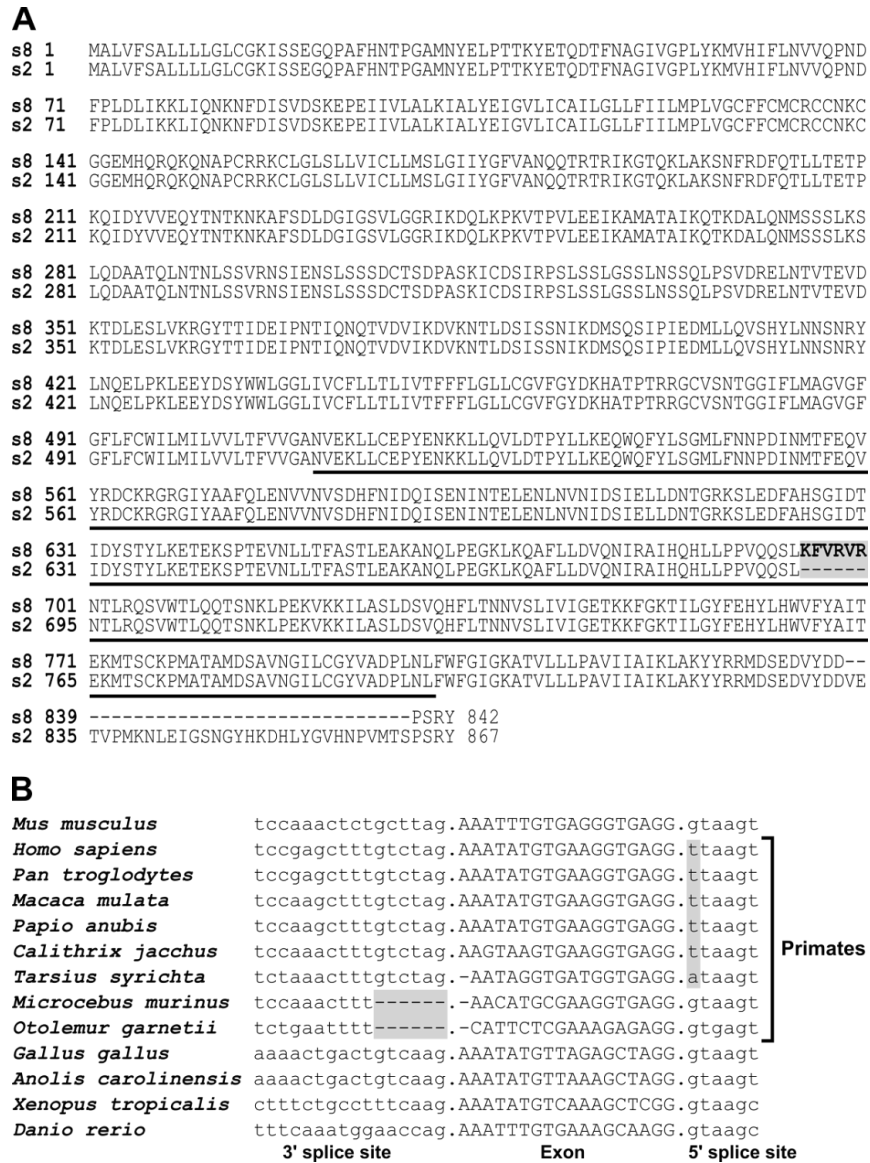 A
s8 1 MALVFSALLLLGLCGKISSEGQPAFHNTPGAMNYELPTTKYETQDTFNAGIVGPLYKMVHIFLNVVQPND
s2 1 MALVFSALLLLGLCGKISSEGQPAFHNTPGAMNYELPTTKYETQDTFNAGIVGPLYKMVHIFLNVVQPND
s8 71 FPLDLIKKLIQNKNFDISVDSKEPEIIVLALKIALYEIGVLICAILGLLFIILMPLVGCFFCMCRCCNKC
s2 71 FPLDLIKKLIQNKNFDISVDSKEPEIIVLALKIALYEIGVLICAILGLLFIILMPLVGCFFCMCRCCNKC
s8 141 GGEMHQRQKQNAPCRRKCLGLSLLVICLLMSLGIIYGFVANQQTRTRIKGTQKLAKSNFRDFQTLLTETP
s2 141 GGEMHQRQKQNAPCRRKCLGLSLLVICLLMSLGIIYGFVANQQTRTRIKGTQKLAKSNFRDFQTLLTETP
s8 211 KQIDYVVEQYTNTKNKAFSDLDGIGSVLGGRIKDQLKPKVTPVLEEIKAMATAIKQTKDALQNMSSSLKS
s2 211 KQIDYVVEQYTNTKNKAFSDLDGIGSVLGGRIKDQLKPKVTPVLEEIKAMATAIKQTKDALQNMSSSLKS
s8 281 LQDAATQLNTNLSSVRNSIENSLSSSDCTSDPASKICDSIRPSLSSLGSSLNSSQLPSVDRELNTVTEVD
s2 281 LQDAATQLNTNLSSVRNSIENSLSSSDCTSDPASKICDSIRPSLSSLGSSLNSSQLPSVDRELNTVTEVD
s8 351 KTDLESLVKRGYTTIDEIPNTIQNQTVDVIKDVKNTLDSISSNIKDMSQSIPIEDMLLQVSHYLNNSNRY
s2 351 KTDLESLVKRGYTTIDEIPNTIQNQTVDVIKDVKNTLDSISSNIKDMSQSIPIEDMLLQVSHYLNNSNRY
s8 421 LNQELPKLEEYDSYWWLGGLIVCFLLTLIVTFFFLGLLCGVFGYDKHATPTRRGCVSNTGGIFLMAGVGF
s2 421 LNQELPKLEEYDSYWWLGGLIVCFLLTLIVTFFFLGLLCGVFGYDKHATPTRRGCVSNTGGIFLMAGVGF
s8 491 GFLFCWILMILVVLTFVVGANVEKLLCEPYENKKLLQVLDTPYLLKEQWQFYLSGMLFNNPDINMTFEQV
s2 491 GFLFCWILMILVVLTFVVGANVEKLLCEPYENKKLLQVLDTPYLLKEQWQFYLSGMLFNNPDINMTFEQV
s8 561 YRDCKRGRGIYAAFQLENVVNVSDHFNIDQISENINTELENLNVNIDSIELLDNTGRKSLEDFAHSGIDT
s2 561 YRDCKRGRGIYAAFQLENVVNVSDHFNIDQISENINTELENLNVNIDSIELLDNTGRKSLEDFAHSGIDT
s8 631 IDYSTYLKETEKSPTEVNLLTFASTLEAKANQLPEGKLKQAFLLDVQNIRAIHQHLLPPVQQSLKFVRVR
s2 631 IDYSTYLKETEKSPTEVNLLTFASTLEAKANQLPEGKLKQAFLLDVQNIRAIHQHLLPPVQQSL------
s8 701 NTLRQSVWTLQQTSNKLPEKVKKILASLDSVQHFLTNNVSLIVIGETKKFGKTILGYFEHYLHWVFYAIT
s2 695 NTLRQSVWTLQQTSNKLPEKVKKILASLDSVQHFLTNNVSLIVIGETKKFGKTILGYFEHYLHWVFYAIT
s8 771 EKMTSCKPMATAMDSAVNGILCGYVADPLNLFWFGIGKATVLLLPAVIIAIKLAKYYRRMDSEDVYDD--
s2 765 EKMTSCKPMATAMDSAVNGILCGYVADPLNLFWFGIGKATVLLLPAVIIAIKLAKYYRRMDSEDVYDDVE
s8 839 -----------------------------PSRY 842
s2 835 TVPMKNLEIGSNGYHKDHLYGVHNPVMTSPSRY 867
B
Mus musculus tccaaactctgcttag.AAATTTGTGAGGGTGAGG.gtaagt
Homo sapiens tccgagctttgtctag.AAATATGTGAAGGTGAGG.ttaagt
Pan troglodytes tccgagctttgtctag.AAATATGTGAAGGTGAGG.ttaagt
Macaca mulata tccaagctttgtctag.AAATATGTGAAGGTGAGG.ttaagt
Papio anubis tccaagctttgtctag.AAATATGTGAAGGTGAGG.ttaagt
Calithrix jacchus tccaaactttgtctag.AAGTAAGTGAAGGTGAGG.ttaagt
Tarsius syrichta tctaaactttgtctag.-AATAGGTGATGGTGAGG.ataagt
Microcebus murinus tccaaacttt------.-AACATGCGAAGGTGAGG.gtaagt
Otolemur garnetii tctgaatttt------.-CATTCTCGAAAGAGAGG.gtgagt
Gallus gallus aaaactgactgtcaag.AAATATGTTAGAGCTAGG.gtaagt
Anolis carolinensis aaaactgactgtcaag.AAATATGTTAAAGCTAGG.gtaagt
Xenopus tropicalis ctttctgcctttcaag.AAATATGTCAAAGCTCGG.gtaagc
Danio rerio tttcaaatggaaccag.AAATTTGTGAAAGCAAGG.gtaagc
Primates
3' splice site Exon 5' splice site